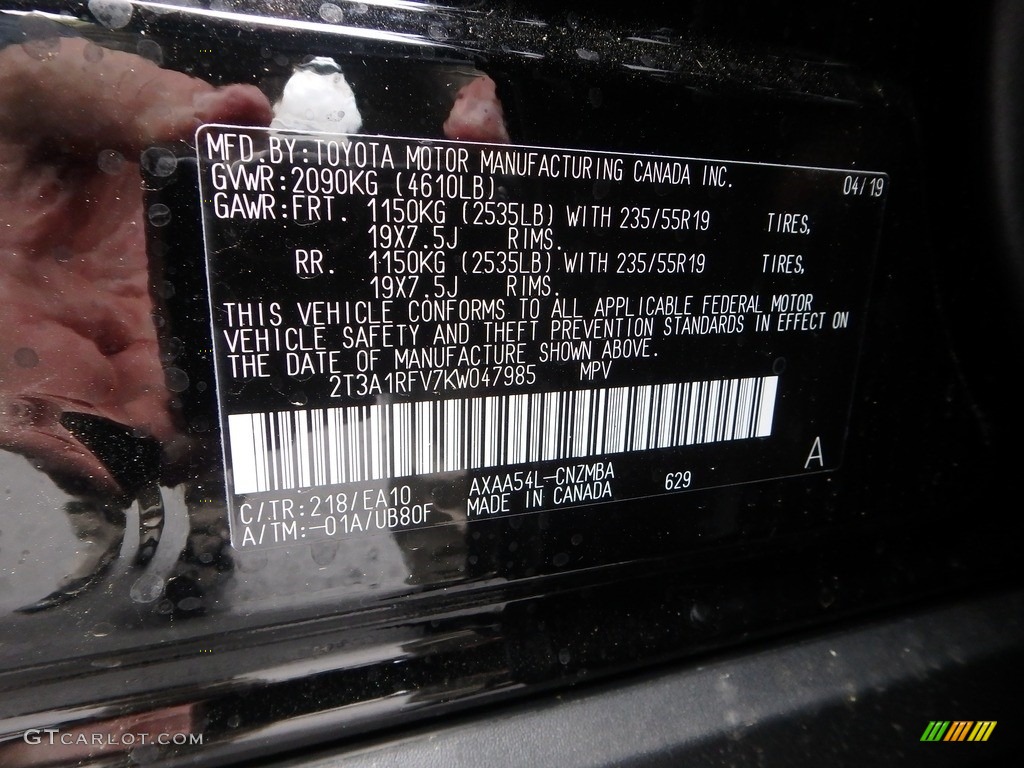 MFD.BY:TOYOTA MOTOR MANUFACTURING CANADA INC.
GVWR:2090KG (4610LB) 04/19
GAWR:FRT. 1150KG (2535LB) WITH 235/55R19 TIRES,
19X7.5J RIMS.
RR. 1150KG (2535LB) WITH 235/55R19 TIRES,
19X7.5J RIMS.
THIS VEHICLE CONFORMS TO ALL APPLICABLE FEDERAL MOTOR
VEHICLE SAFETY AND THEFT PREVENTION STANDARDS IN EFFECT ON
THE DATE OF MANUFACTURE SHOWN ABOVE.
2T3A1RFV7KW047985 MPV
A
C/TR:218/EA10 AXAA54L-CNZMBA 629
A/TM:-01A/UB80F MADE IN CANADA
GTCARLOT.COM